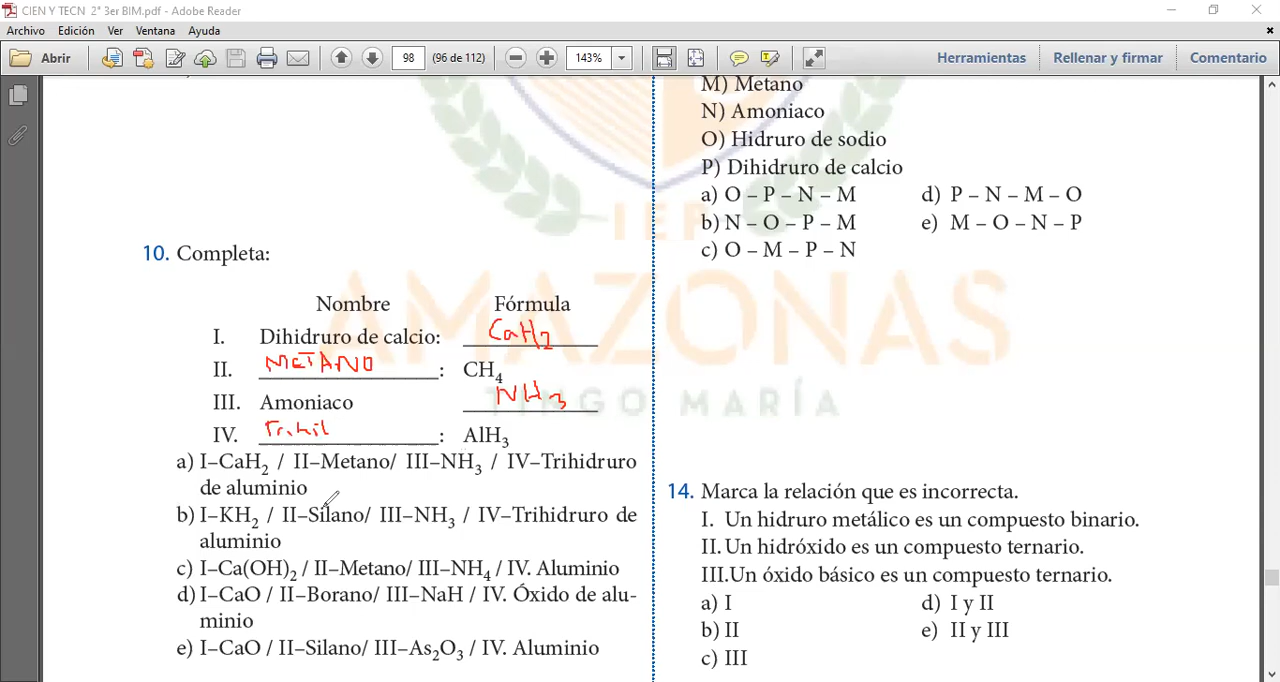 CIEN Y TECN 2° 3er BIM.pdf - Adobe Reader
Archivo Edición Ver Ventana Ayuda
Abrir 98 (96 de 112) 143% Herramientas Rellenar y firmar Comentario
10. Completa:
Nombre Fórmula
I. Dihidruro de calcio: CaH2
II. METANO : CH4
III. Amoniaco NH3
IV. : AlH3
a) I–CaH2 / II–Metano/ III–NH3 / IV–Trihidruro
de aluminio
b) I–KH2 / II–Silano/ III–NH3 / IV–Trihidruro de
aluminio
c) I–Ca(OH)2 / II–Metano/ III–NH4 / IV. Aluminio
d) I–CaO / II–Borano/ III–NaH / IV. Óxido de alu-
minio
e) I–CaO / II–Silano/ III–As2O3 / IV. Aluminio
M) Metano
N) Amoniaco
O) Hidruro de sodio
P) Dihidruro de calcio
a) O – P – N – M d) P – N – M – O
b) N – O – P – M e) M – O – N – P
c) O – M – P – N
14. Marca la relación que es incorrecta.
I. Un hidruro metálico es un compuesto binario.
II. Un hidróxido es un compuesto ternario.
III.Un óxido básico es un compuesto ternario.
a) I d) I y II
b) II e) II y III
c) III
IEP
AMAZONAS
TINGO MARÍA